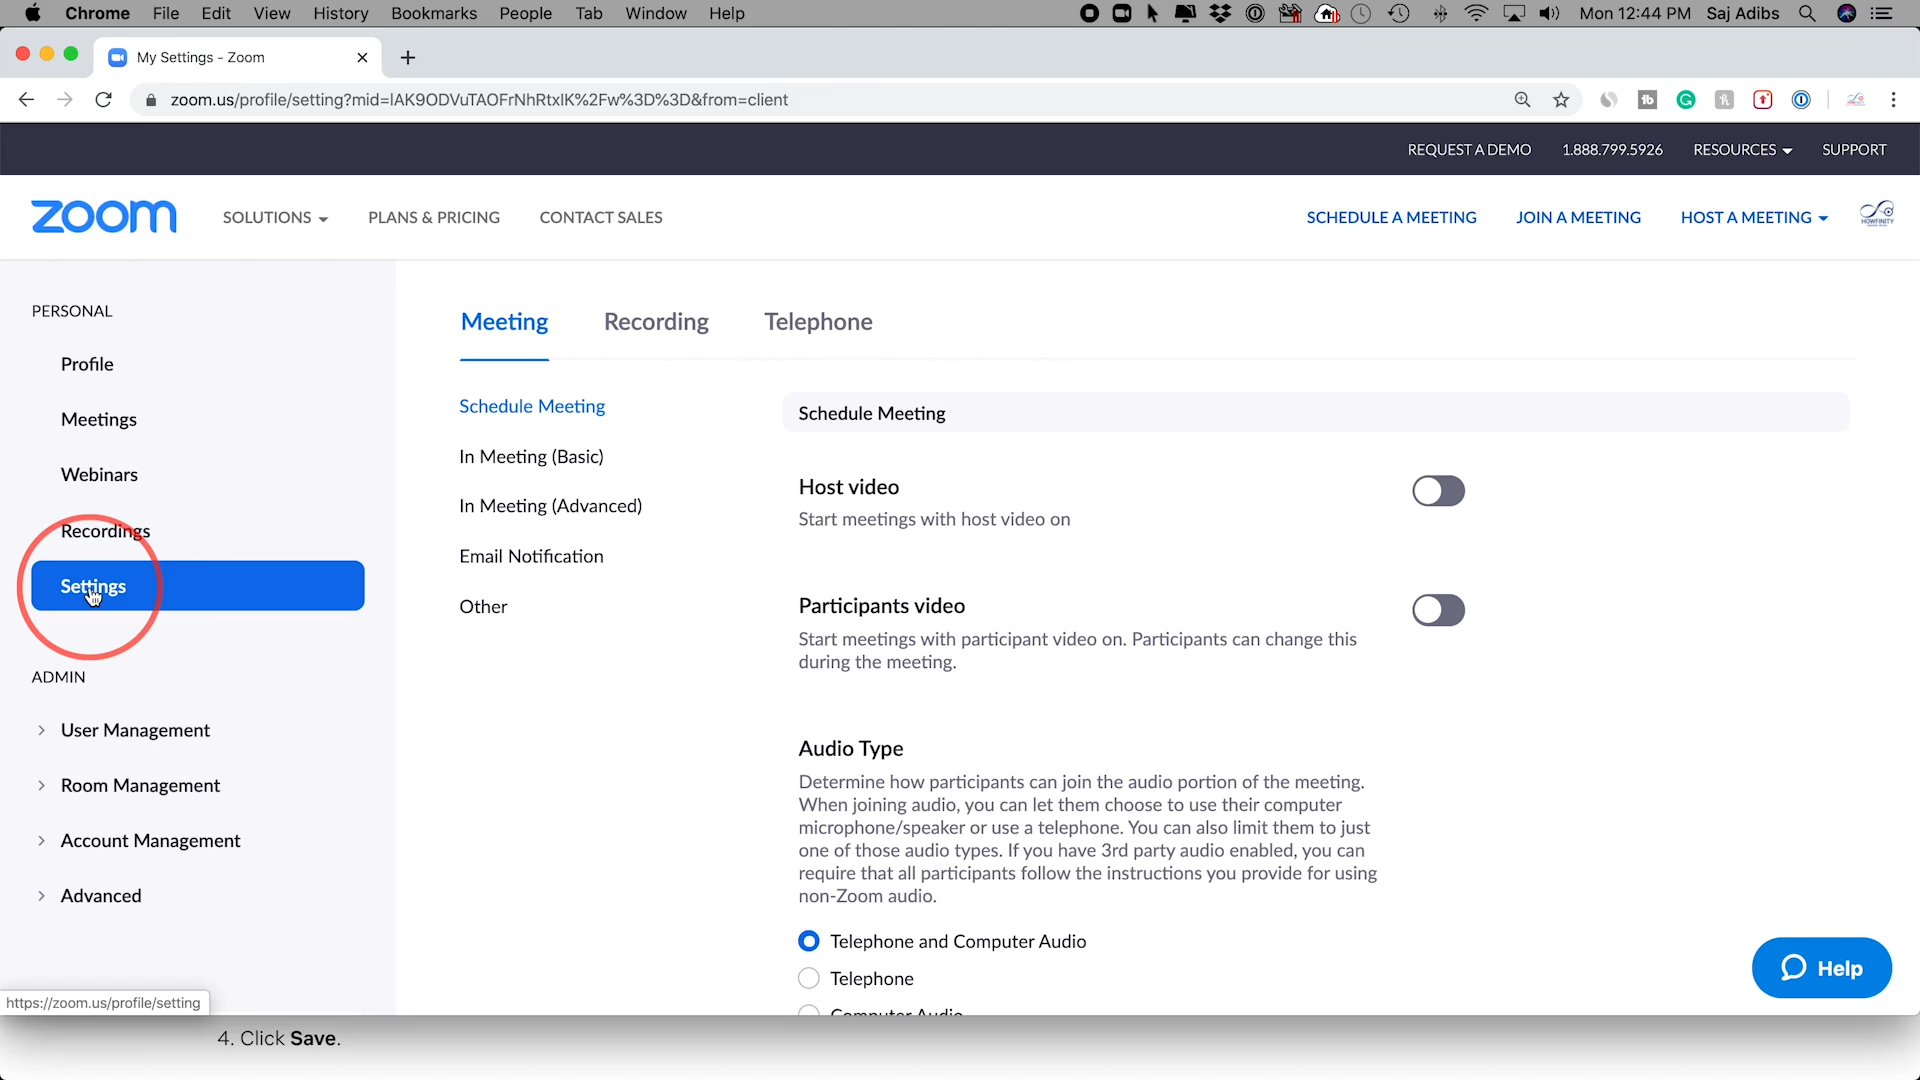 Chrome File Edit View History Bookmarks People Tab Window Help Mon 12:44 PM Saj Adibs
My Settings - Zoom
zoom.us/profile/setting?mid=lAK9ODVuTAOFrNhRtxlK%2Fw%3D%3D&from=client
REQUEST A DEMO 1.888.799.5926 RESOURCES SUPPORT
zoom SOLUTIONS PLANS & PRICING CONTACT SALES SCHEDULE A MEETING JOIN A MEETING HOST A MEETING HOWFINITY
PERSONAL
Profile
Meetings
Webinars
Recordings
Settings
ADMIN
User Management
Room Management
Account Management
Advanced
https://zoom.us/profile/setting
Meeting Recording Telephone
Schedule Meeting
In Meeting (Basic)
In Meeting (Advanced)
Email Notification
Other
Schedule Meeting
Host video
Start meetings with host video on
Participants video
Start meetings with participant video on. Participants can change this
during the meeting.
Audio Type
Determine how participants can join the audio portion of the meeting.
When joining audio, you can let them choose to use their computer
microphone/speaker or use a telephone. You can also limit them to just
one of those audio types. If you have 3rd party audio enabled, you can
require that all participants follow the instructions you provide for using
non-Zoom audio.
Telephone and Computer Audio
Telephone
Computer Audio
Help
4. Click Save.